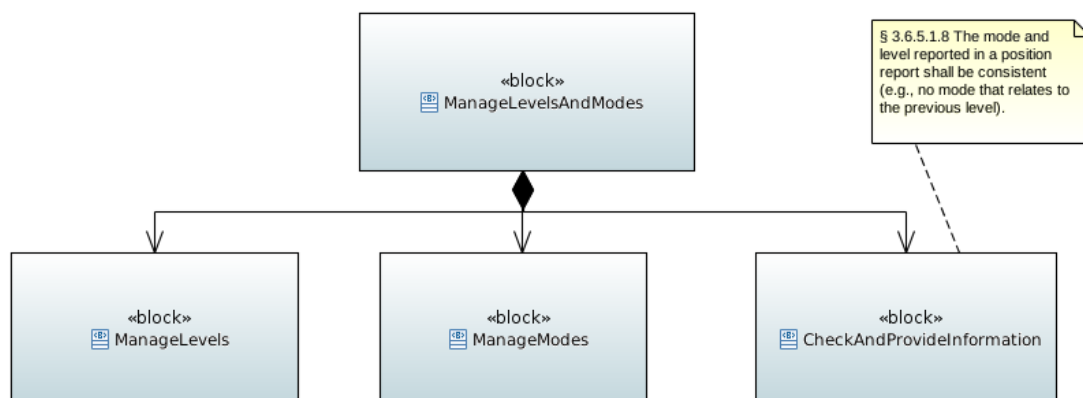 «block»
ManageLevelsAndModes
§ 3.6.5.1.8 The mode and
level reported in a position
report shall be consistent
(e.g., no mode that relates to
the previous level).
«block»
ManageLevels
«block»
ManageModes
«block»
CheckAndProvideInformation